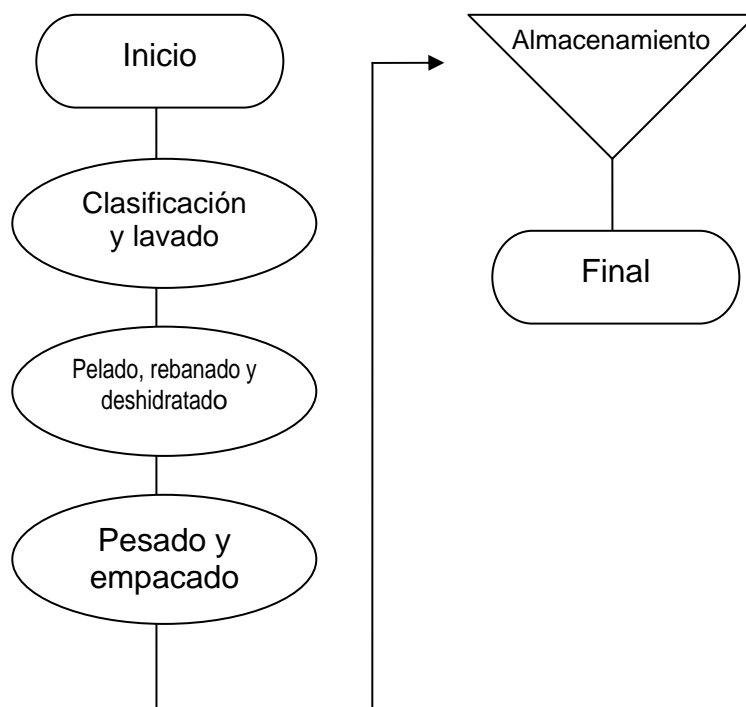 Inicio
Clasificación
y lavado
Pelado, rebanado y
deshidratado
Pesado y
empacado
Almacenamiento
Final